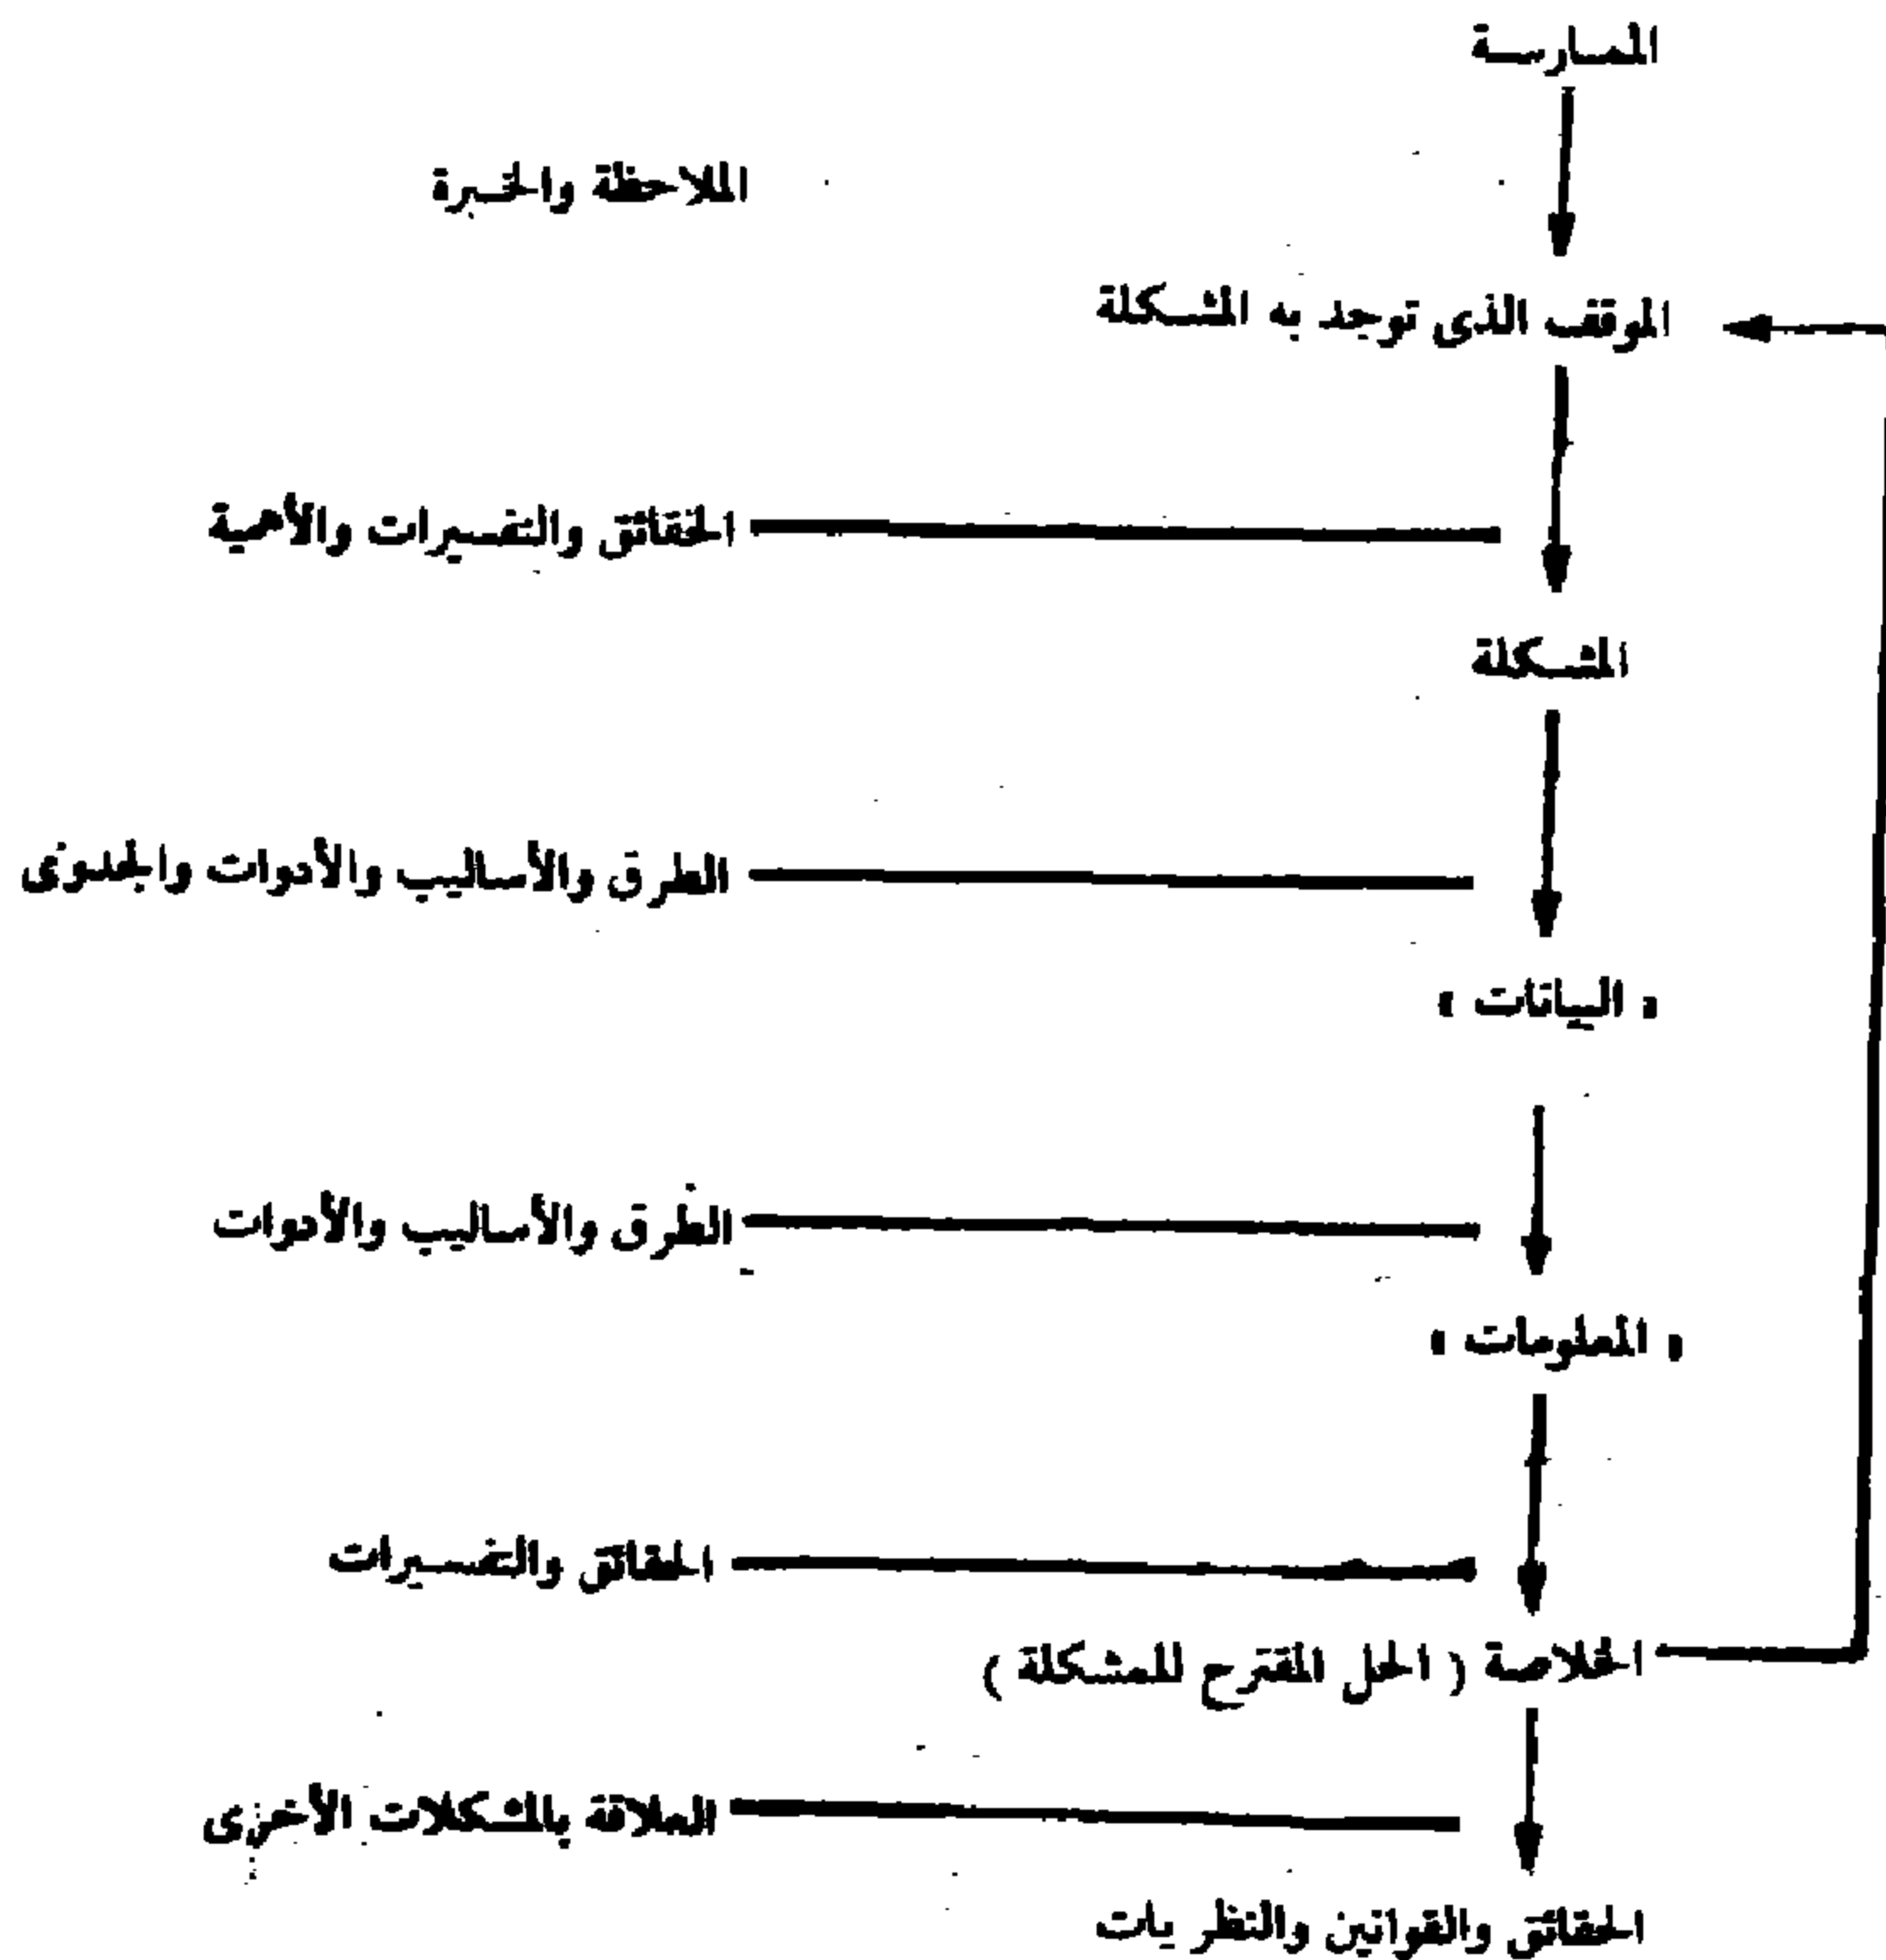 الممارسة
الملاحظة والخبرة
الموقف الذى توجد به المشكلة
الحقائق والتفسيرات والأهمية
المشكلة
الطرق والأساليب والأدوات والجدوى
« البيانات »
الطرق والأساليب والأدوات
« المعلومات »
الحقائق والتفسيرات
الخلاصة ( الحل المقترح للمشكلة )
العلاقة بالمشكلات الأخرى
الحقائق والقوانين والنظريات